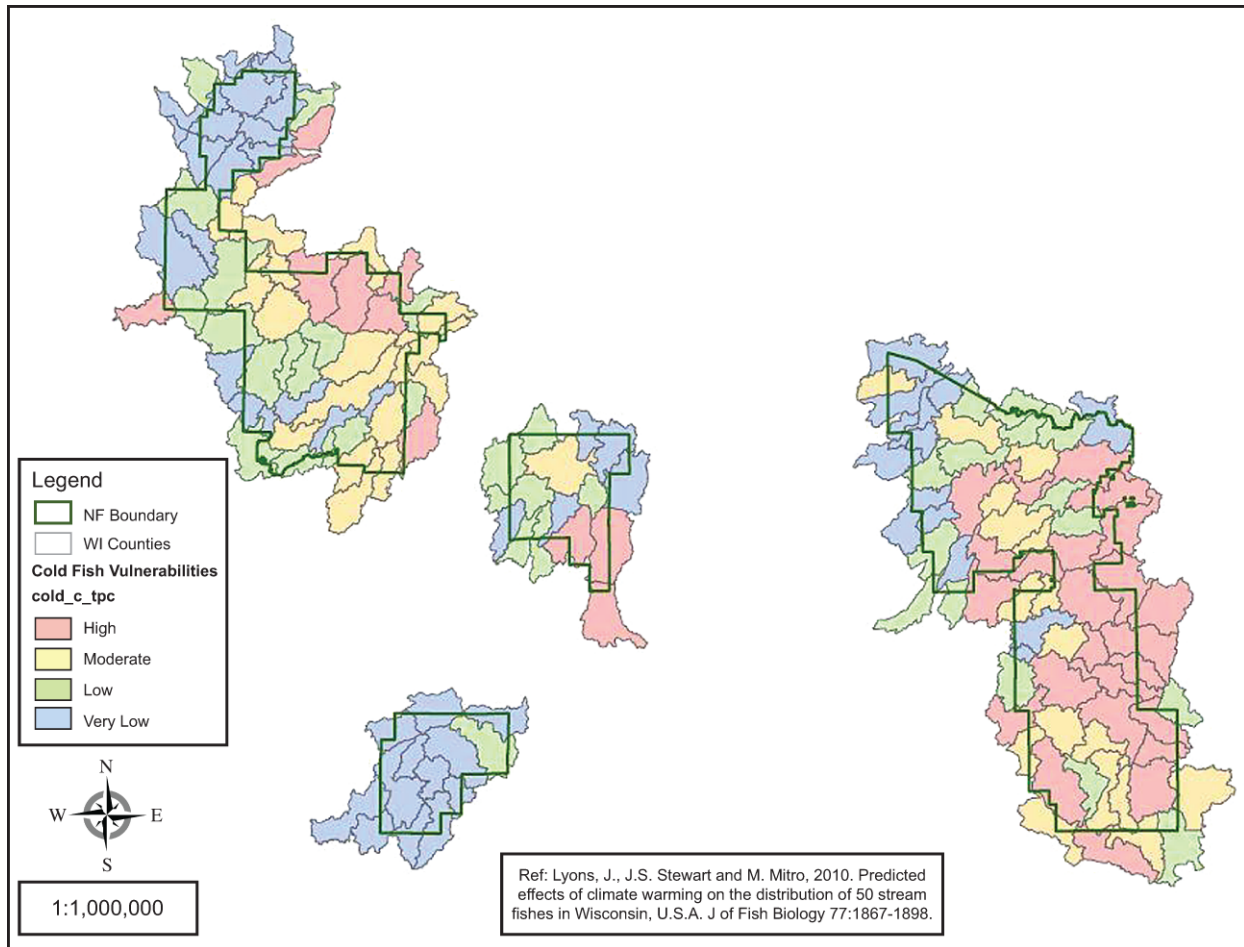 Legend
NF Boundary
WI Counties
Cold Fish Vulnerabilities
cold_c_tpc
High
Moderate
Low
Very Low
N
W
E
S
1:1,000,000
Ref: Lyons, J., J.S. Stewart and M. Mitro, 2010. Predicted
effects of climate warming on the distribution of 50 stream
fishes in Wisconsin, U.S.A. J of Fish Biology 77:1867-1898.